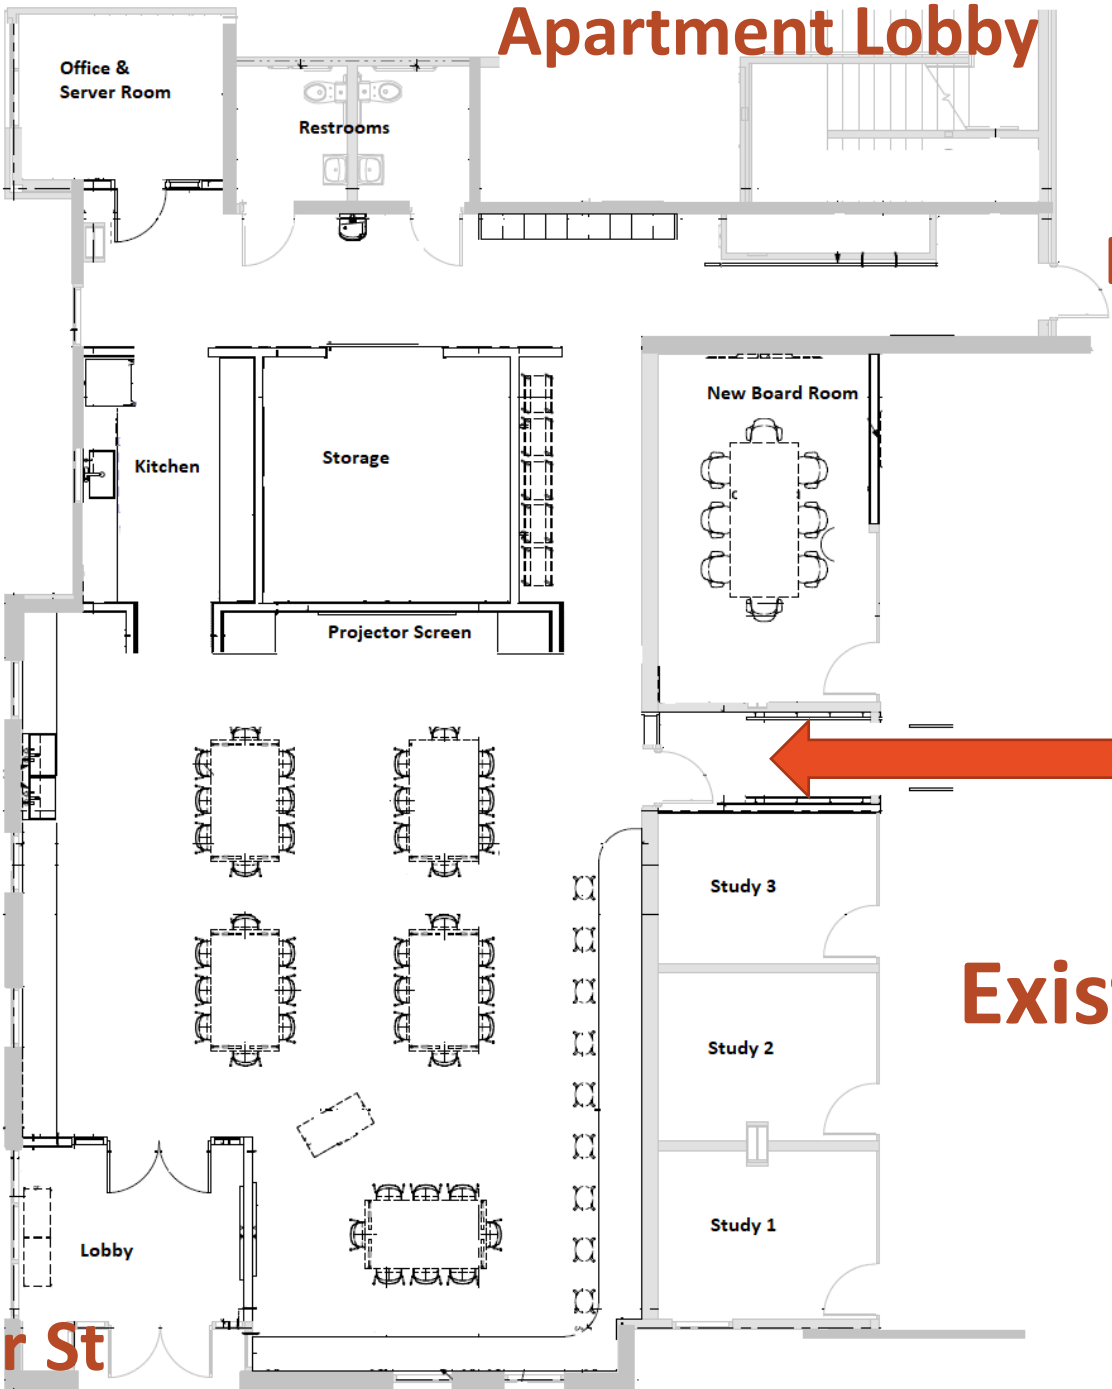 Apartment Lobby
Office &
Server Room
Restrooms
New Board Room
Kitchen
Storage
Projector Screen
Study 3
Exis
Study 2
Study 1
Lobby
r St